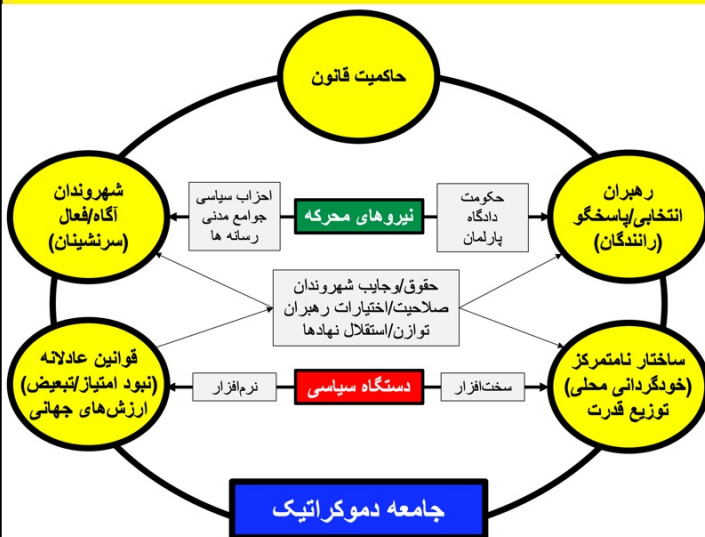 حاکمیت قانون
شهروندان
آگاه/فعال
(سرنشینان)
احزاب سیاسی
جوامع مدنی
رسانه ها
نیروهای محرکه
حکومت
دادگاه
پارلمان
رهبران
انتخابی/پاسخگو
(رانندگان)
حقوق/وجایب شهروندان
صلاحیت/اختیارات رهبران
توازن/استقلال نهادها
قوانین عادلانه
(نبود امتیاز/تبعیض)
ارزش‌های جهانی
نرم‌افزار
دستگاه سیاسی
سخت‌افزار
ساختار نامتمرکز
(خودگردانی محلی)
توزیع قدرت
جامعه دموکراتیک